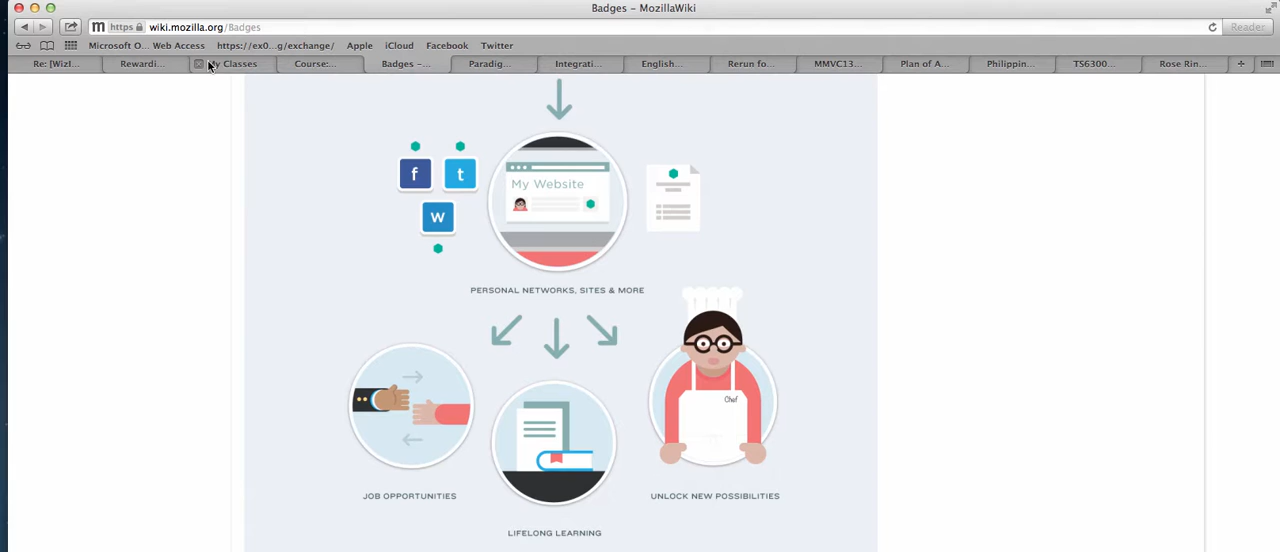 Badges – MozillaWiki
m https wiki.mozilla.org/Badges Reader
Microsoft O... Web Access https://ex0...g/exchange/ Apple iCloud Facebook Twitter
Re: [Wizl... Rewardi... My Classes Course:... Badges –... Paradig... Integrati... English... Rerun fo... MMVC13... Plan of A... Philippin... TS6300... Rose Rin... +
f t
My Website
w
PERSONAL NETWORKS, SITES & MORE
Chef
JOB OPPORTUNITIES
UNLOCK NEW POSSIBILITIES
LIFELONG LEARNING